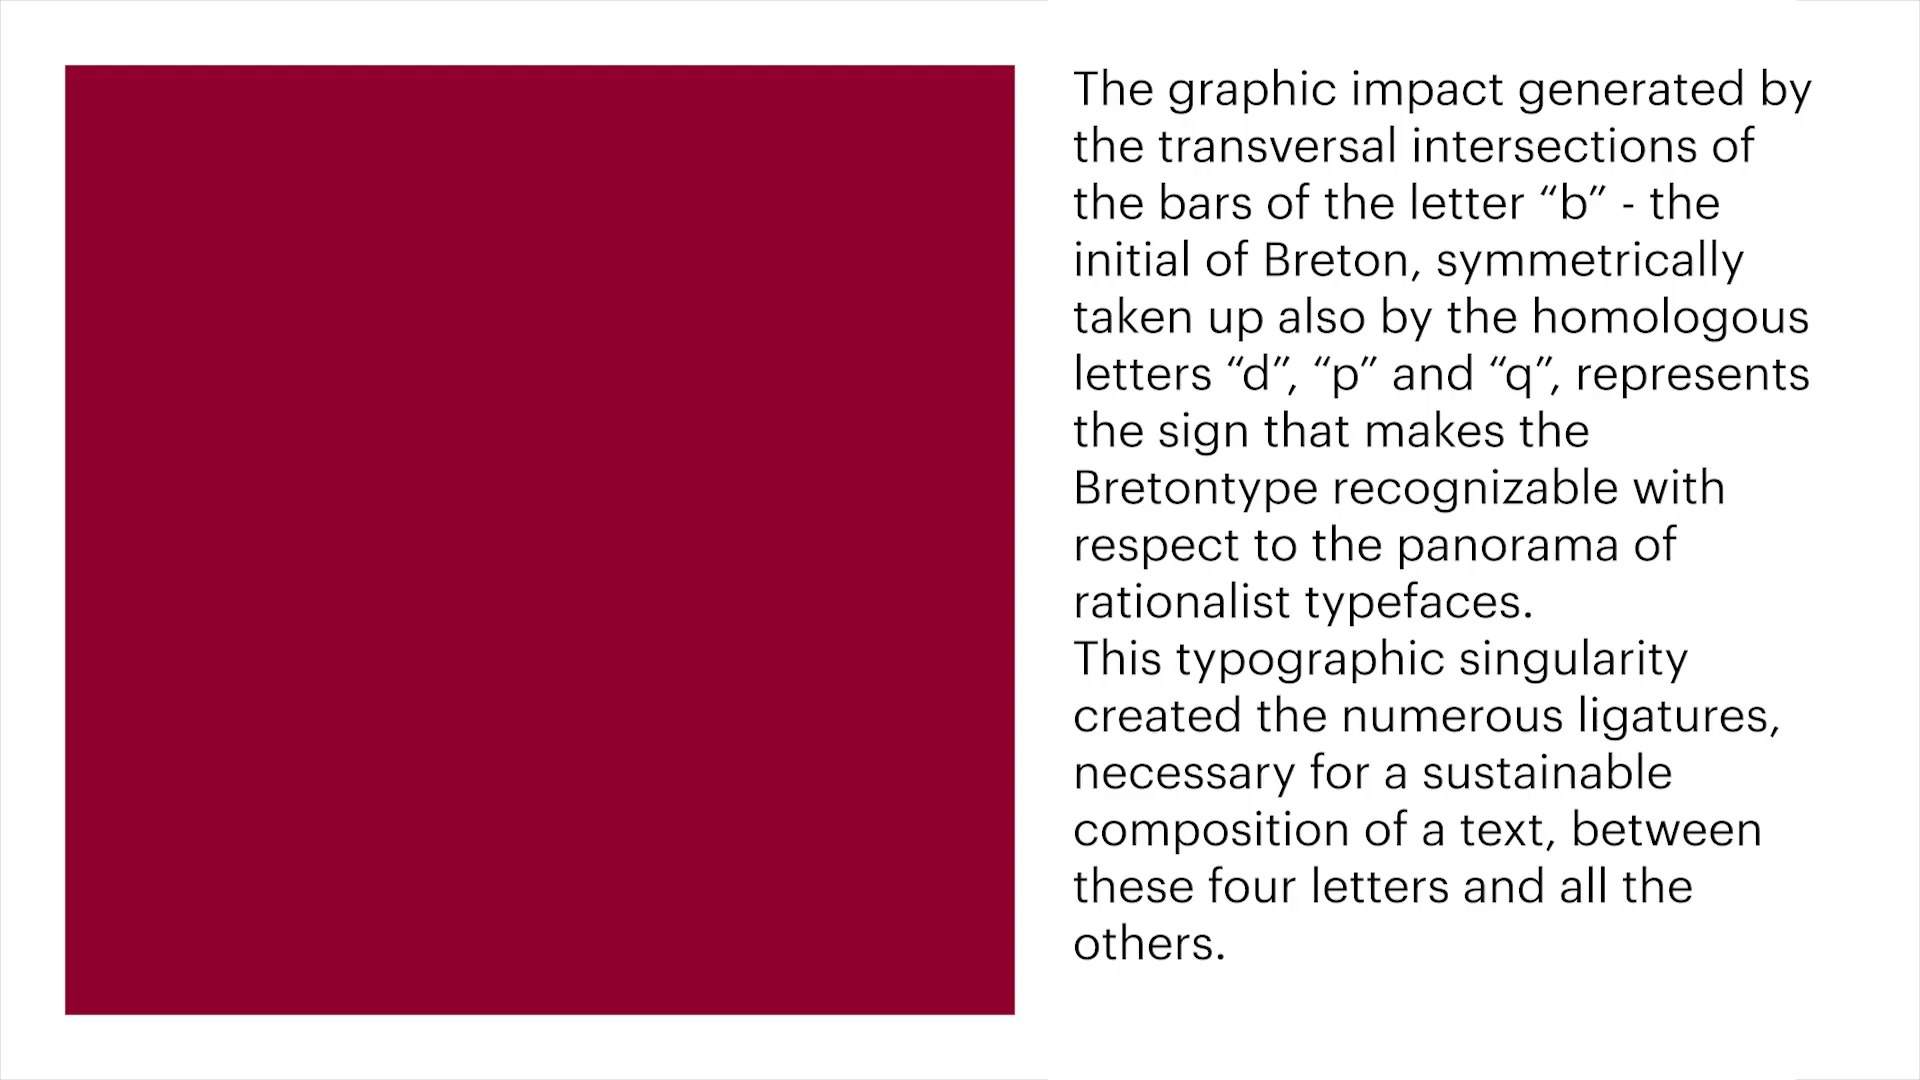 The graphic impact generated by
the transversal intersections of
the bars of the letter “b” - the
initial of Breton, symmetrically
taken up also by the homologous
letters “d”, “p” and “q”, represents
the sign that makes the
Bretontype recognizable with
respect to the panorama of
rationalist typefaces.
This typographic singularity
created the numerous ligatures,
necessary for a sustainable
composition of a text, between
these four letters and all the
others.